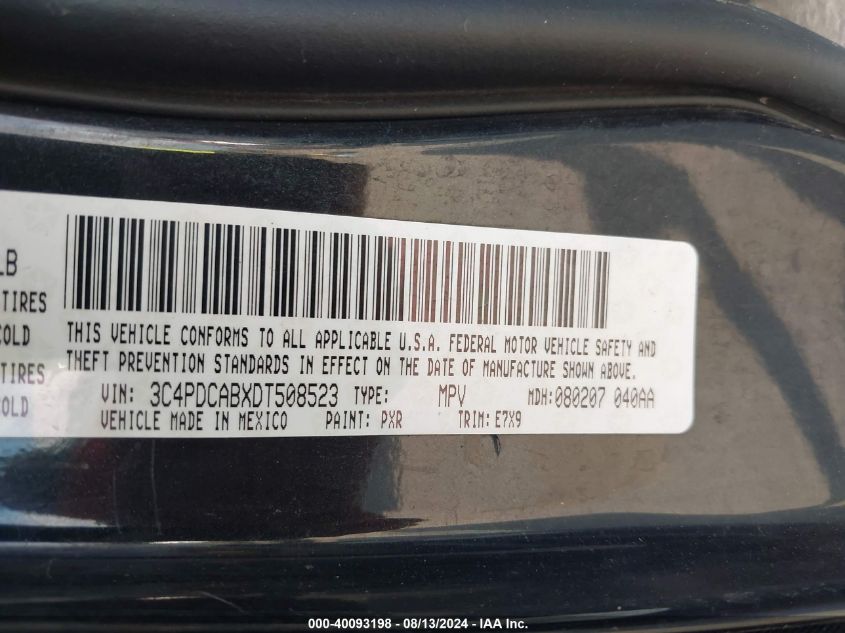 LB
TIRES
COLD
TIRES
COLD
THIS VEHICLE CONFORMS TO ALL APPLICABLE U.S.A. FEDERAL MOTOR VEHICLE SAFETY AND
THEFT PREVENTION STANDARDS IN EFFECT ON THE DATE OF MANUFACTURE SHOWN ABOVE.
VIN: 3C4PDCABXDT508523 TYPE: MPV MDH:080207 040AA
VEHICLE MADE IN MEXICO PAINT: PXR TRIM: E7X9
000-40093198 - 08/13/2024 - IAA Inc.